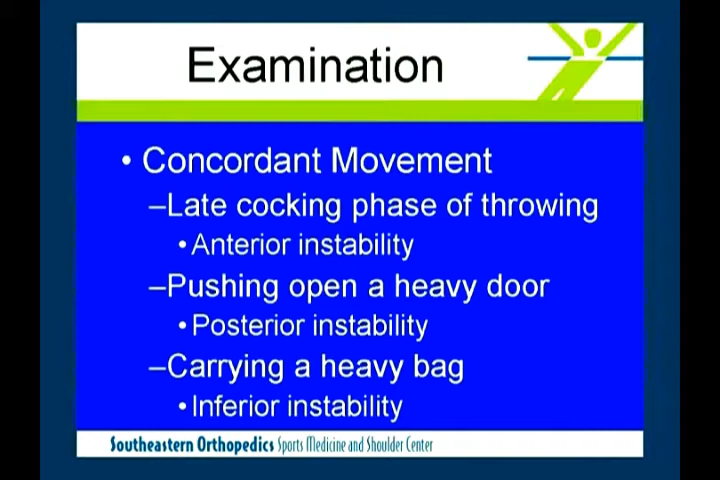 Examination
• Concordant Movement
–Late cocking phase of throwing
• Anterior instability
–Pushing open a heavy door
• Posterior instability
–Carrying a heavy bag
• Inferior instability
Southeastern Orthopedics Sports Medicine and Shoulder Center